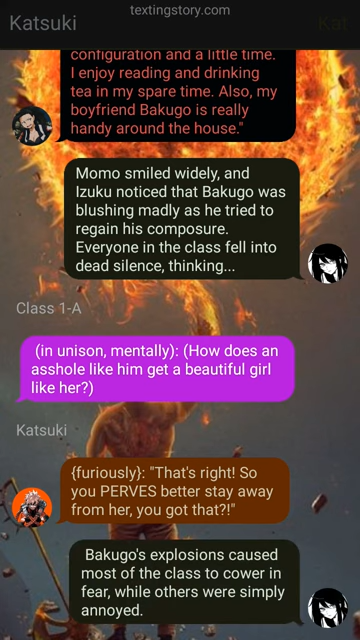 textingstory.com
Katsuki
Kat
configuration and a little time.
I enjoy reading and drinking
tea in my spare time. Also, my
boyfriend Bakugo is really
handy around the house."
Momo smiled widely, and
Izuku noticed that Bakugo was
blushing madly as he tried to
regain his composure.
Everyone in the class fell into
dead silence, thinking...
Class 1-A
(in unison, mentally): (How does an
asshole like him get a beautiful girl
like her?)
Katsuki
{furiously}: "That's right! So
you PERVES better stay away
from her, you got that?!"
Bakugo's explosions caused
most of the class to cower in
fear, while others were simply
annoyed.